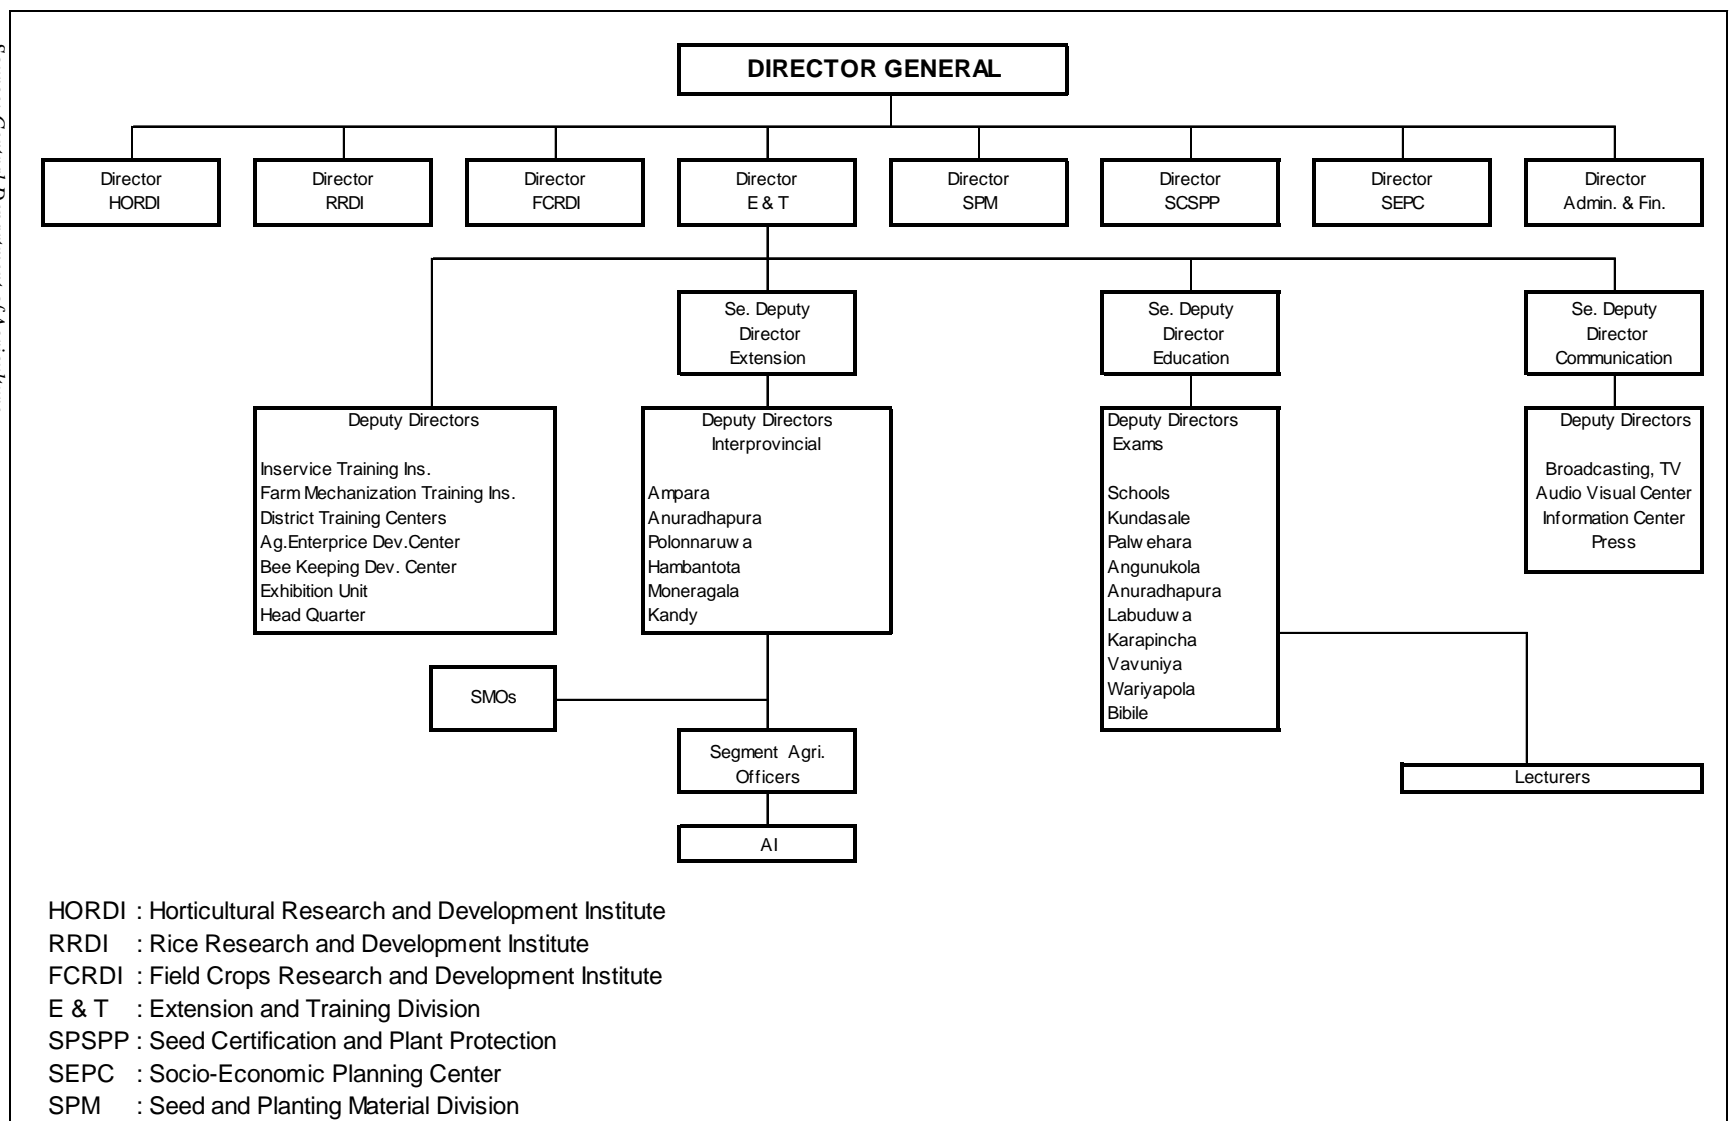 DIRECTOR GENERAL
Director
HORDI
Director
RRDI
Director
FCRDI
Director
E & T
Director
SPM
Director
SCSPP
Director
SEPC
Director
Admin. & Fin.
Se. Deputy
Director
Extension
Se. Deputy
Director
Education
Se. Deputy
Director
Communication
Deputy Directors
Inservice Training Ins.
Farm Mechanization Training Ins.
District Training Centers
Ag.Enterprice Dev.Center
Bee Keeping Dev. Center
Exhibition Unit
Head Quarter
Deputy Directors
Interprovincial
Ampara
Anuradhapura
Polonnaruwa
Hambantota
Moneragala
Kandy
Deputy Directors
Exams
Schools
Kundasale
Palwehara
Angunukola
Anuradhapura
Labuduwa
Karapincha
Vavuniya
Wariyapola
Bibile
Deputy Directors
Broadcasting, TV
Audio Visual Center
Information Center
Press
SMOs
Segment Agri.
Officers
AI
Lecturers
HORDI : Horticultural Research and Development Institute
RRDI : Rice Research and Development Institute
FCRDI : Field Crops Research and Development Institute
E & T : Extension and Training Division
SPSPP : Seed Certification and Plant Protection
SEPC : Socio-Economic Planning Center
SPM : Seed and Planting Material Division